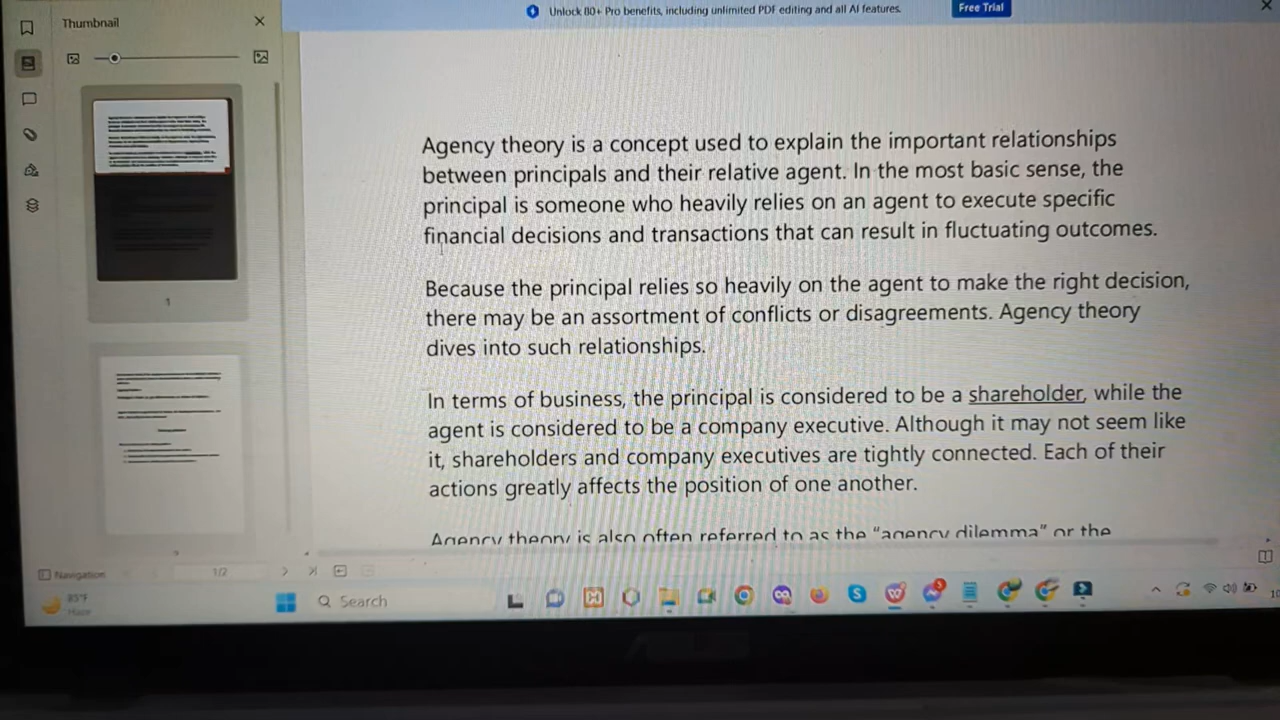 Thumbnail
Unlock 80+ Pro benefits, including unlimited PDF editing and all AI features.
Free Trial
Agency theory is a concept used to explain the important relationships
between principals and their relative agent. In the most basic sense, the
principal is someone who heavily relies on an agent to execute specific
financial decisions and transactions that can result in fluctuating outcomes.
Because the principal relies so heavily on the agent to make the right decision,
there may be an assortment of conflicts or disagreements. Agency theory
dives into such relationships.
In terms of business, the principal is considered to be a shareholder, while the
agent is considered to be a company executive. Although it may not seem like
it, shareholders and company executives are tightly connected. Each of their
actions greatly affects the position of one another.
Agency theory is also often referred to as the “agency dilemma” or the
1
Navigation
1/2
85°F
Haze
Search